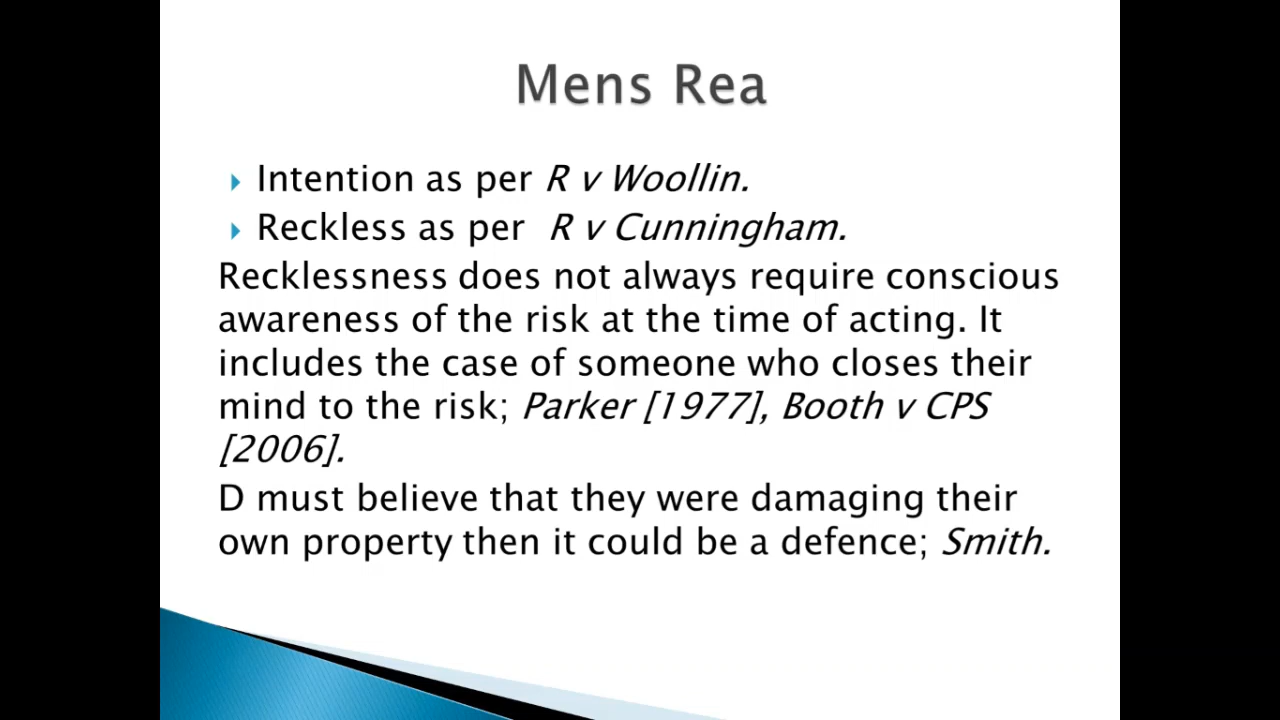 Mens Rea
Intention as per R v Woollin.
Reckless as per R v Cunningham.
Recklessness does not always require conscious
awareness of the risk at the time of acting. It
includes the case of someone who closes their
mind to the risk; Parker [1977], Booth v CPS
[2006].
D must believe that they were damaging their
own property then it could be a defence; Smith.